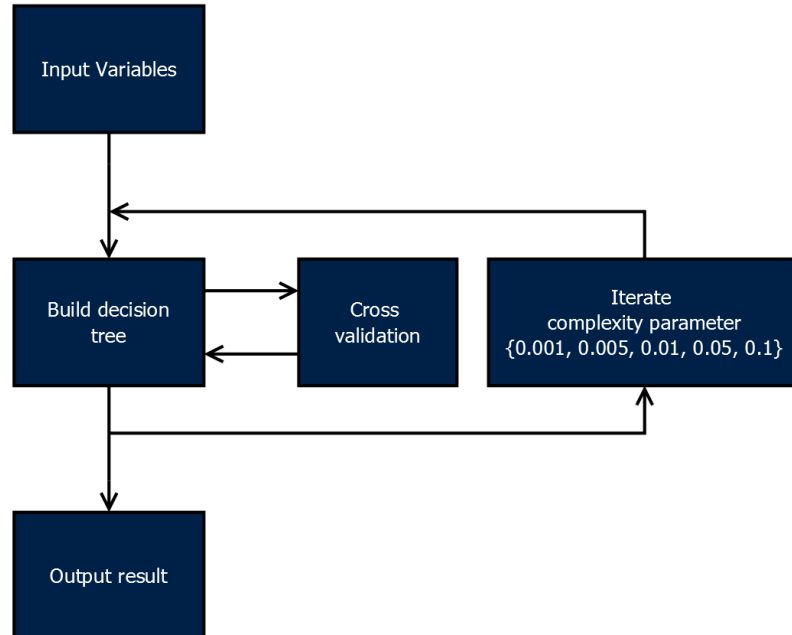 Input Variables
Build decision
tree
Cross
validation
Iterate
complexity parameter
{0.001, 0.005, 0.01, 0.05, 0.1}
Output result